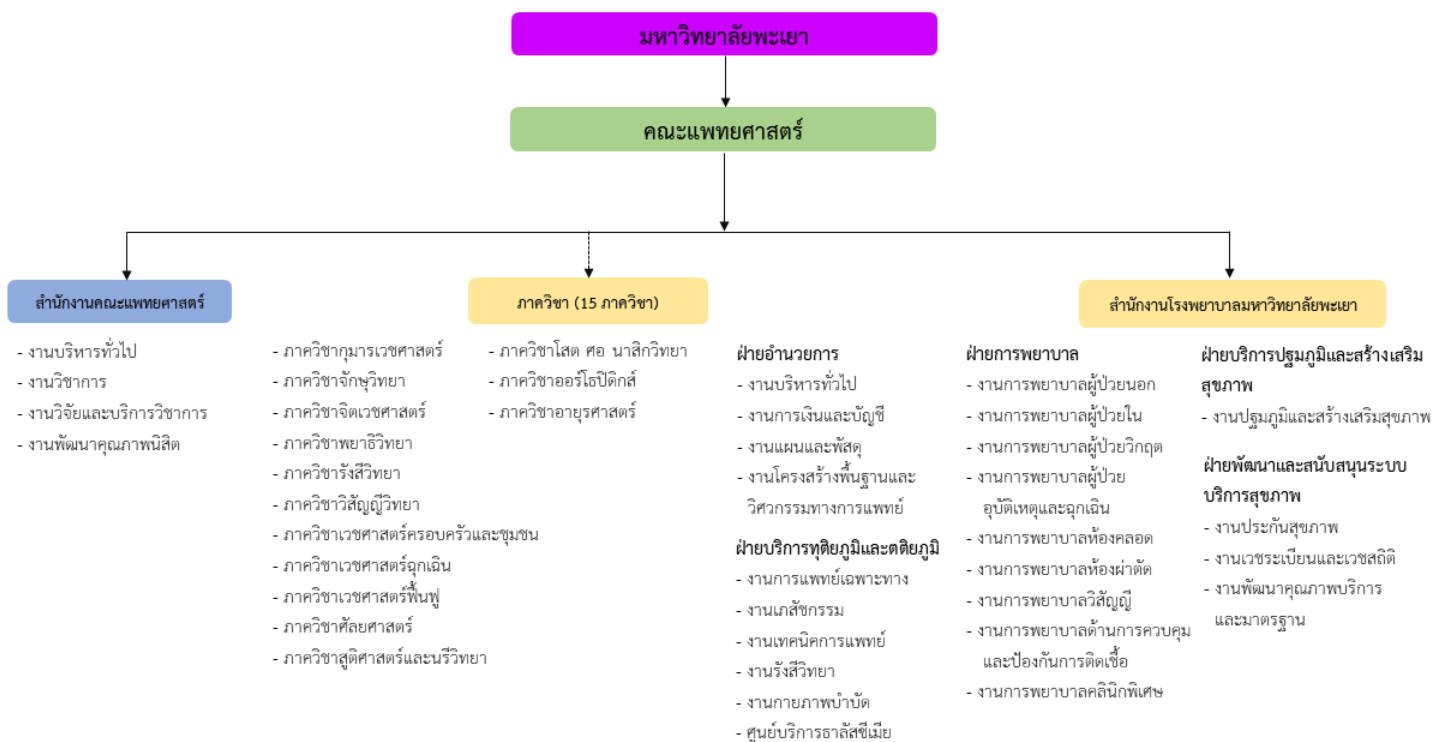 มหาวิทยาลัยพะเยา
คณะแพทยศาสตร์
สำนักงานคณะแพทยศาสตร์
- งานบริหารทั่วไป
- งานวิชาการ
- งานวิจัยและบริการวิชาการ
- งานพัฒนาคุณภาพนิสิต
ภาควิชา (15 ภาควิชา)
- ภาควิชากุมารเวชศาสตร์
- ภาควิชาจักษุวิทยา
- ภาควิชาจิตเวชศาสตร์
- ภาควิชาพยาธิวิทยา
- ภาควิชารังสีวิทยา
- ภาควิชาวิสัญญีวิทยา
- ภาควิชาเวชศาสตร์ครอบครัวและชุมชน
- ภาควิชาเวชศาสตร์ฉุกเฉิน
- ภาควิชาเวชศาสตร์ฟื้นฟู
- ภาควิชาศัลยศาสตร์
- ภาควิชาสูติศาสตร์และนรีวิทยา
- ภาควิชาโสต ศอ นาสิกวิทยา
- ภาควิชาออร์โธปิดิกส์
- ภาควิชาอายุรศาสตร์
สำนักงานโรงพยาบาลมหาวิทยาลัยพะเยา
ฝ่ายอำนวยการ
- งานบริหารทั่วไป
- งานการเงินและบัญชี
- งานแผนและพัสดุ
- งานโครงสร้างพื้นฐานและ
วิศวกรรมทางการแพทย์
ฝ่ายบริการทุติยภูมิและตติยภูมิ
- งานการแพทย์เฉพาะทาง
- งานเภสัชกรรม
- งานเทคนิคการแพทย์
- งานรังสีวิทยา
- งานกายภาพบำบัด
- ศูนย์บริการธาลัสซีเมีย
ฝ่ายการพยาบาล
- งานการพยาบาลผู้ป่วยนอก
- งานการพยาบาลผู้ป่วยใน
- งานการพยาบาลผู้ป่วยวิกฤต
- งานการพยาบาลผู้ป่วย
อุบัติเหตุและฉุกเฉิน
- งานการพยาบาลห้องคลอด
- งานการพยาบาลห้องผ่าตัด
- งานการพยาบาลวิสัญญี
- งานการพยาบาลด้านการควบคุม
และป้องกันการติดเชื้อ
- งานการพยาบาลคลินิกพิเศษ
ฝ่ายบริการปฐมภูมิและสร้างเสริม
สุขภาพ
- งานปฐมภูมิและสร้างเสริมสุขภาพ
ฝ่ายพัฒนาและสนับสนุนระบบ
บริการสุขภาพ
- งานประกันสุขภาพ
- งานเวชระเบียนและเวชสถิติ
- งานพัฒนาคุณภาพบริการ
และมาตรฐาน